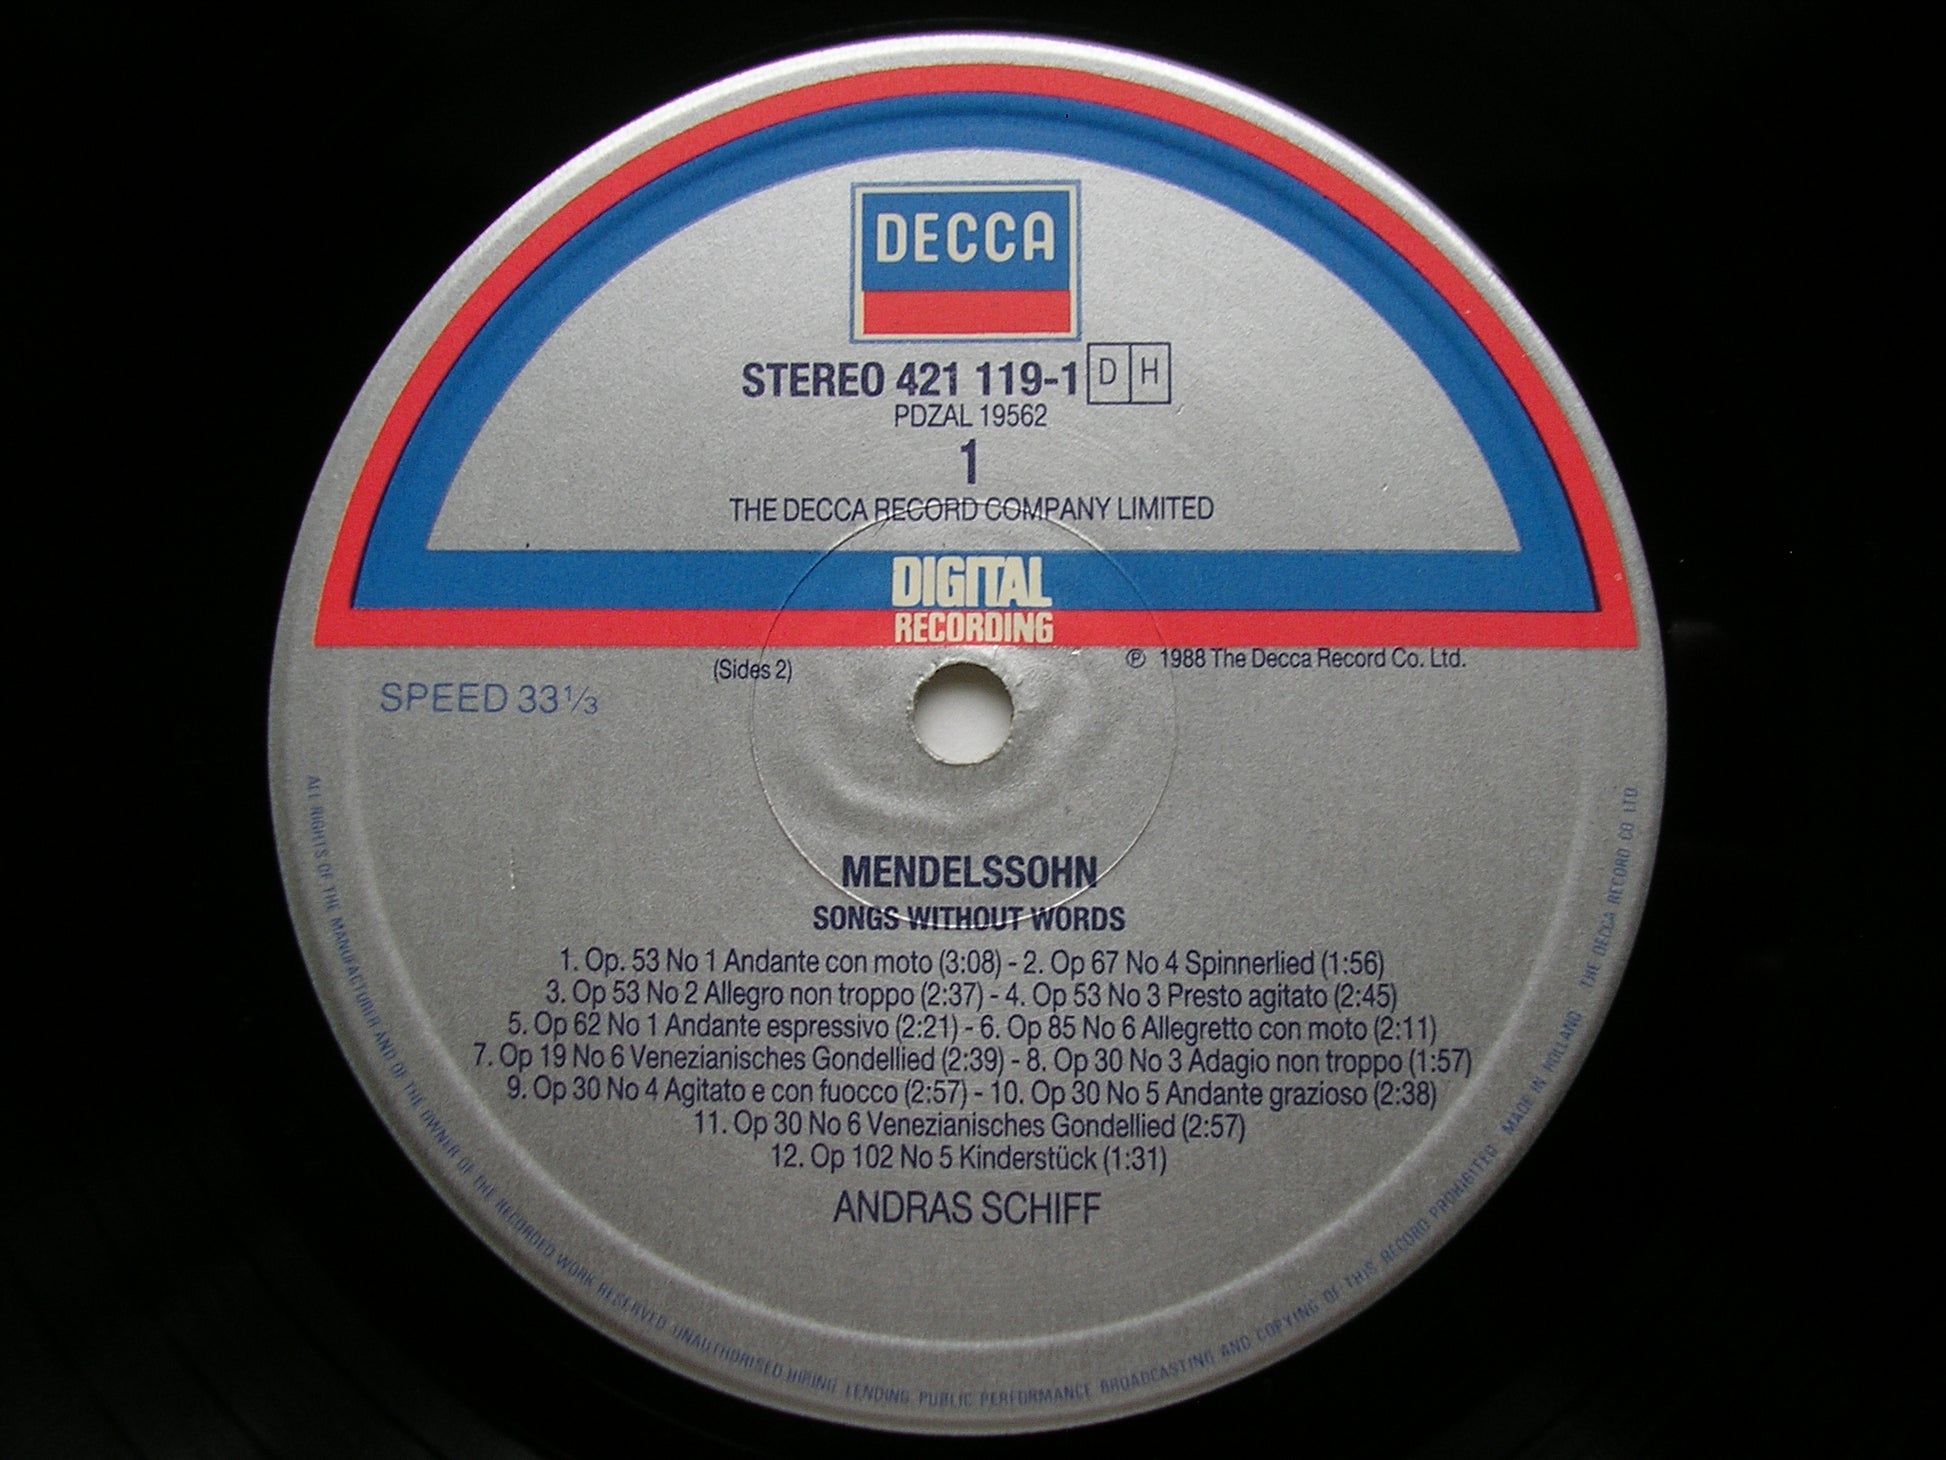 DECCA
STEREO 421 119-1 D H
PDZAL 19562
1
THE DECCA RECORD COMPANY LIMITED
DIGITAL
RECORDING
(Sides 2)
℗ 1988 The Decca Record Co. Ltd.
SPEED 33⅓
MENDELSSOHN
SONGS WITHOUT WORDS
1. Op. 53 No 1 Andante con moto (3:08) - 2. Op 67 No 4 Spinnerlied (1:56)
3. Op 53 No 2 Allegro non troppo (2:37) - 4. Op 53 No 3 Presto agitato (2:45)
5. Op 62 No 1 Andante espressivo (2:21) - 6. Op 85 No 6 Allegretto con moto (2:11)
7. Op 19 No 6 Venezianisches Gondellied (2:39) - 8. Op 30 No 3 Adagio non troppo (1:57)
9. Op 30 No 4 Agitato e con fuocco (2:57) - 10. Op 30 No 5 Andante grazioso (2:38)
11. Op 30 No 6 Venezianisches Gondellied (2:57)
12. Op 102 No 5 Kinderstück (1:31)
ANDRAS SCHIFF
ALL RIGHTS OF THE MANUFACTURER AND OF THE OWNER OF THE RECORDED WORK RESERVED UNAUTHORISED HIRING LENDING PUBLIC PERFORMANCE BROADCASTING AND COPYING OF THIS RECORD PROHIBITED MADE IN HOLLAND THE DECCA RECORD CO LTD